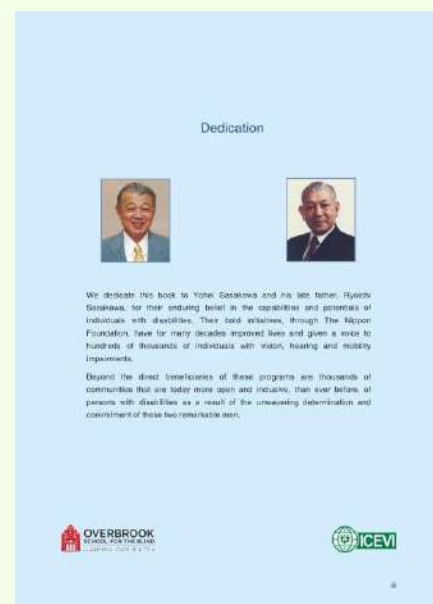 Dedication
We dedicate this book to Yohei Sasakawa and his late father, Ryoichi
Sasakawa, for their enduring belief in the capabilities and potentials of
individuals with disabilities. Their bold initiatives, through The Nippon
Foundation, have for many decades improved lives and given a voice to
hundreds of thousands of individuals with vision, hearing and mobility
impairments.
Beyond the direct beneficiaries of these programs are thousands of
communities that are today more open and inclusive, than ever before, of
persons with disabilities as a result of the unwavering determination and
commitment of these two remarkable men.
OVERBROOK
SCHOOL FOR THE BLIND
ICEVI